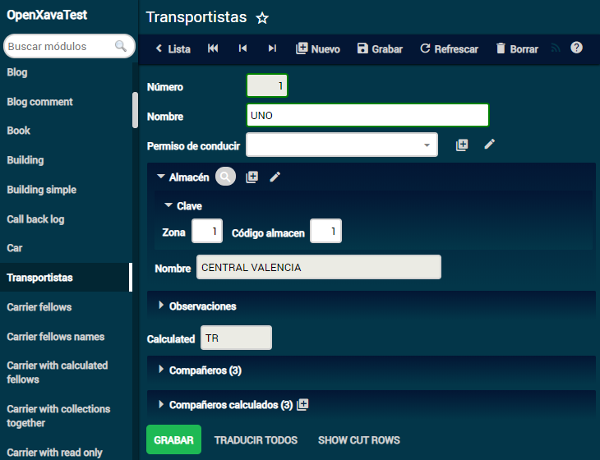 OpenXavaTest
Buscar módulos
Blog
Blog comment
Book
Building
Building simple
Call back log
Car
Transportistas
Carrier fellows
Carrier fellows names
Carrier with calculated
fellows
Carrier with collections
together
Carrier with read only
Transportistas
Lista
Nuevo
Grabar
Refrescar
Borrar
?
Número 1
Nombre UNO
Permiso de conducir
Almacén
Clave
Zona 1 Código almacen 1
Nombre CENTRAL VALENCIA
Observaciones
Calculated TR
Compañeros (3)
Compañeros calculados (3)
GRABAR TRADUCIR TODOS SHOW CUT ROWS